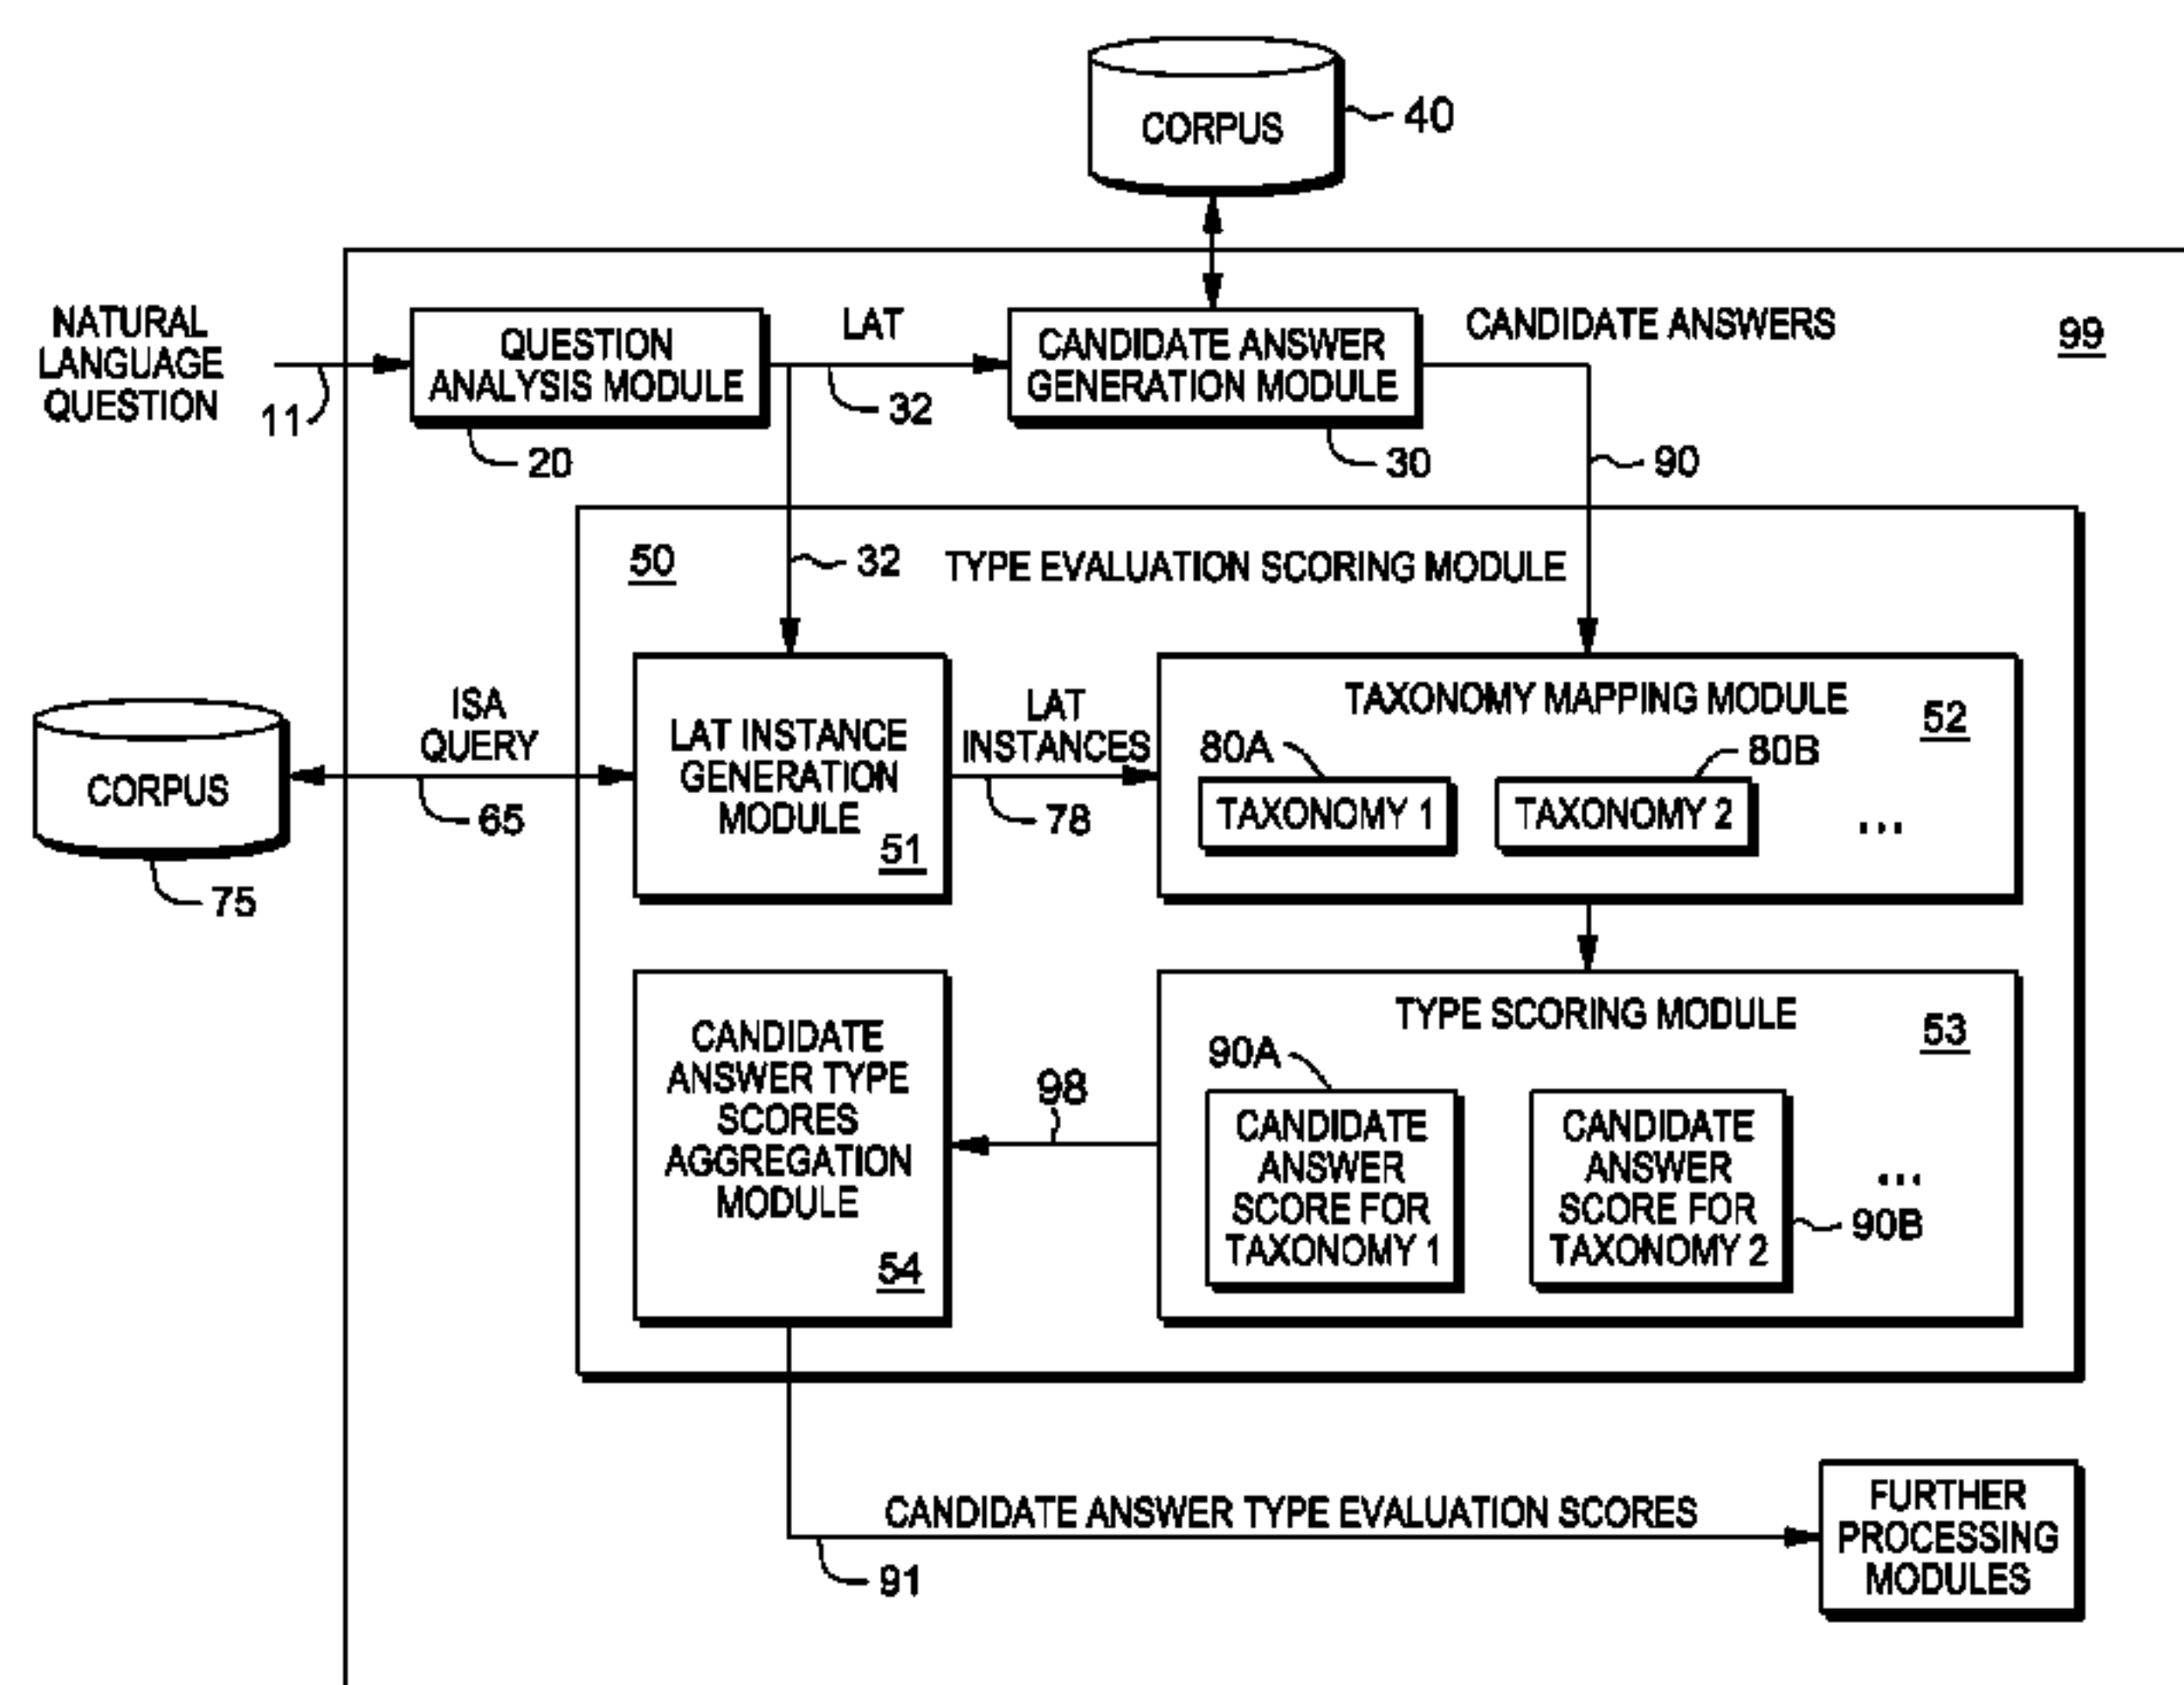 CORPUS
40
NATURAL
LANGUAGE
QUESTION
11
QUESTION
ANALYSIS MODULE
20
LAT
32
CANDIDATE ANSWER
GENERATION MODULE
30
CANDIDATE ANSWERS
90
99
50
32
TYPE EVALUATION SCORING MODULE
CORPUS
75
ISA
QUERY
65
LAT INSTANCE
GENERATION
MODULE
51
LAT
INSTANCES
78
TAXONOMY MAPPING MODULE
52
80A
TAXONOMY 1
80B
TAXONOMY 2
...
TYPE SCORING MODULE
53
90A
CANDIDATE
ANSWER
SCORE FOR
TAXONOMY 1
CANDIDATE
ANSWER
SCORE FOR
TAXONOMY 2
...
90B
98
CANDIDATE
ANSWER TYPE
SCORES
AGGREGATION
MODULE
54
CANDIDATE ANSWER TYPE EVALUATION SCORES
91
FURTHER
PROCESSING
MODULES